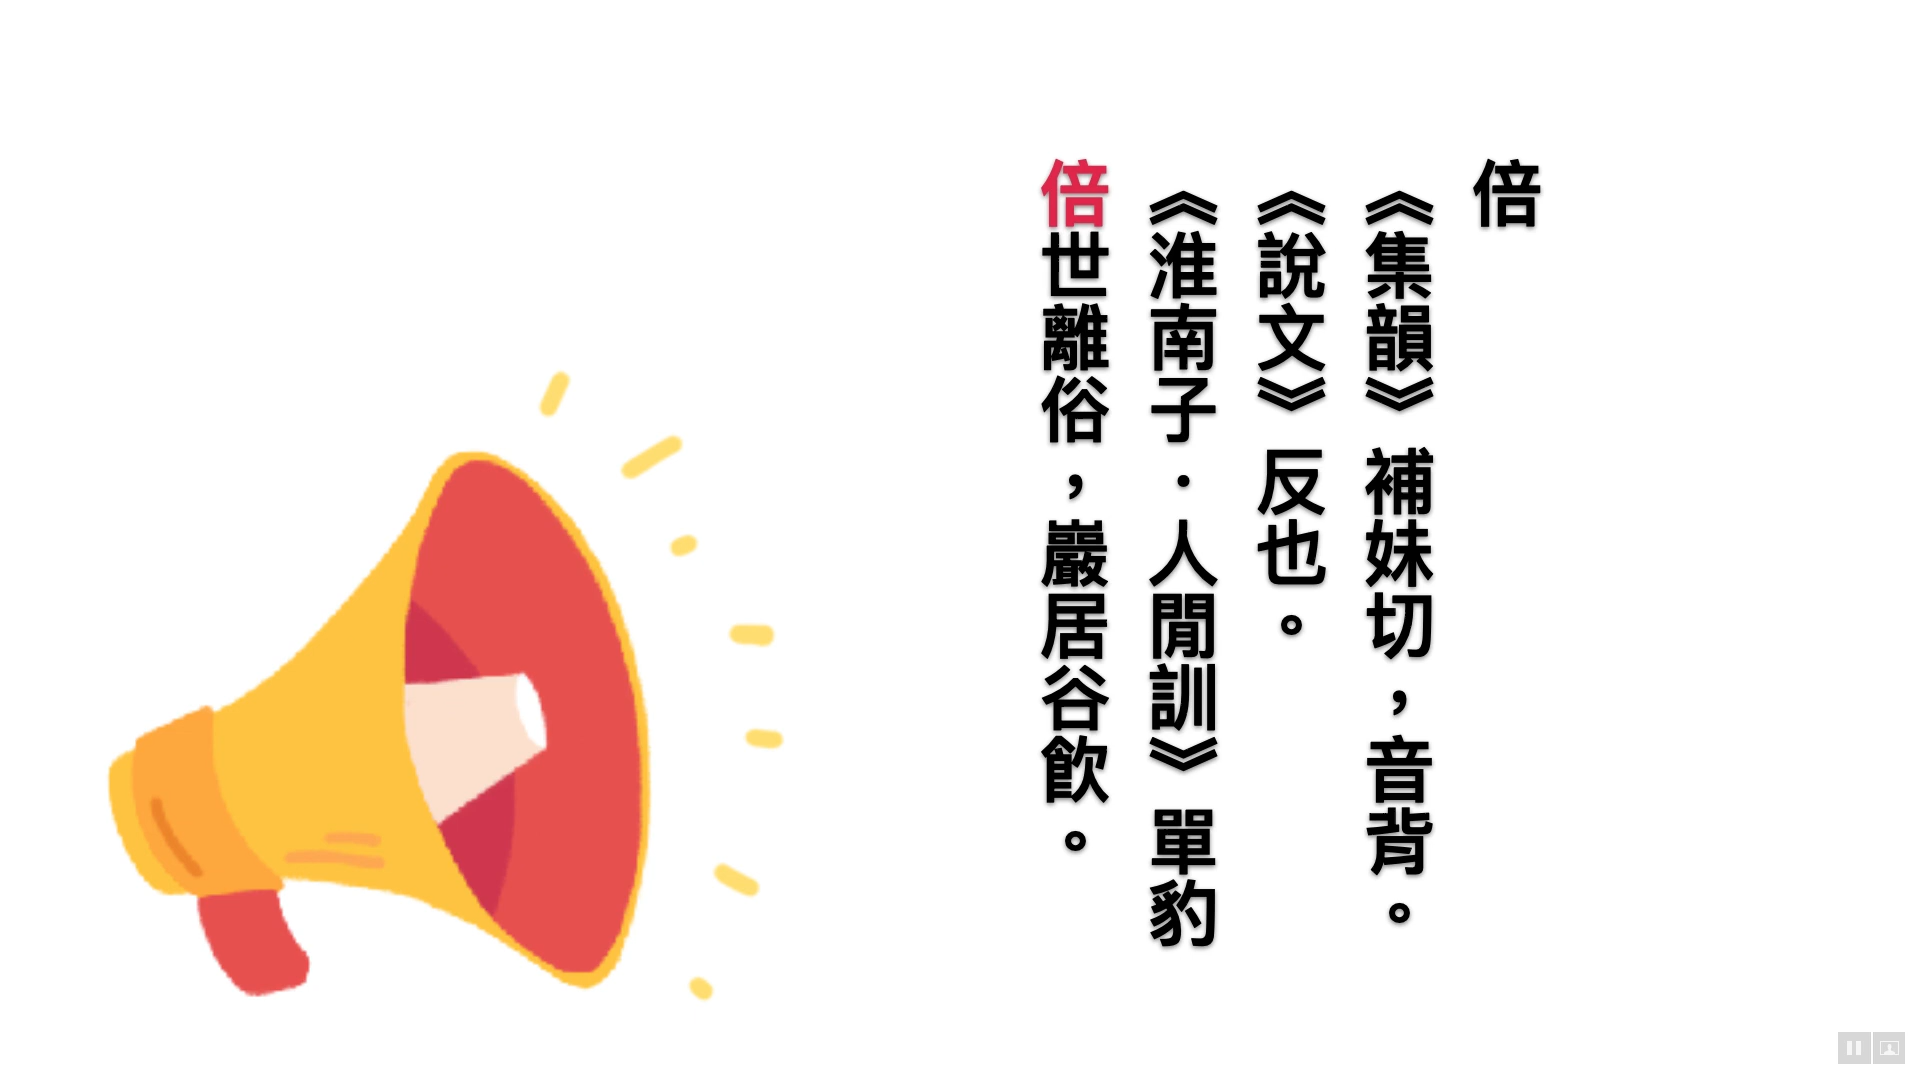 倍
《集韻》補妹切，音背。
《說文》反也。
《淮南子．人閒訓》單豹
倍世離俗，巖居谷飲。